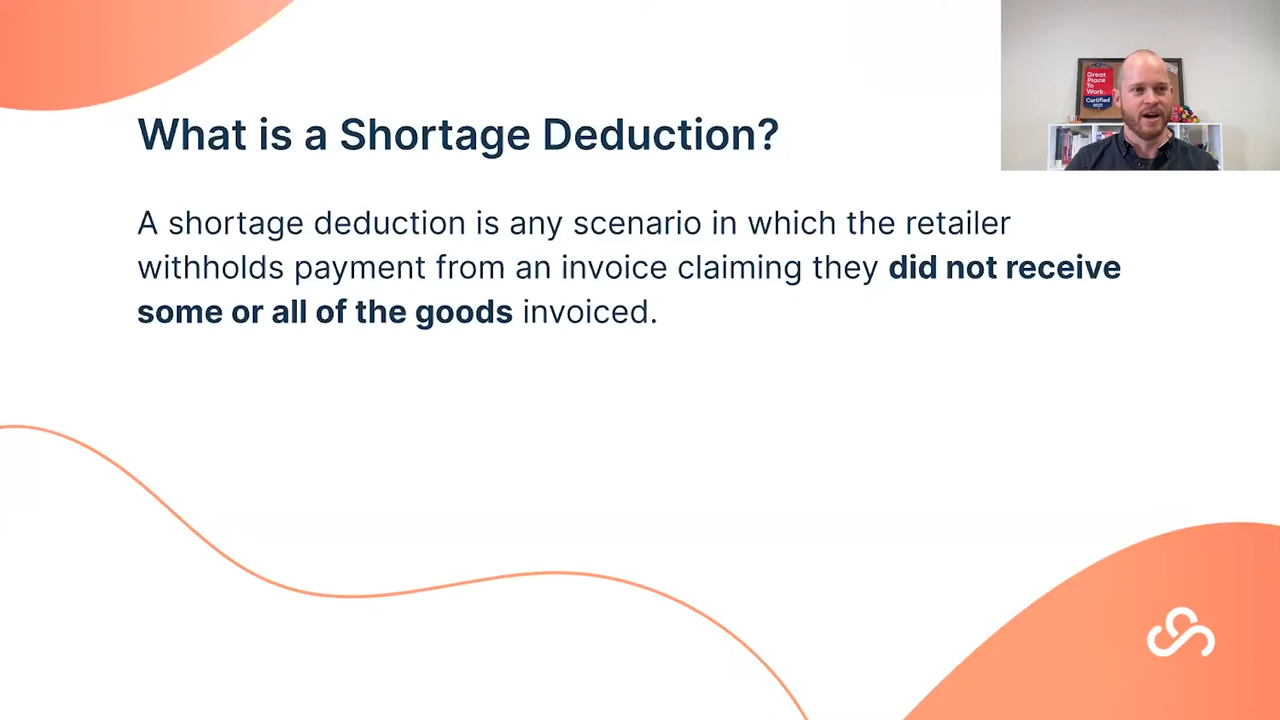 What is a Shortage Deduction?
A shortage deduction is any scenario in which the retailer
withholds payment from an invoice claiming they did not receive
some or all of the goods invoiced.
Great
Place
To
Work.
Certified